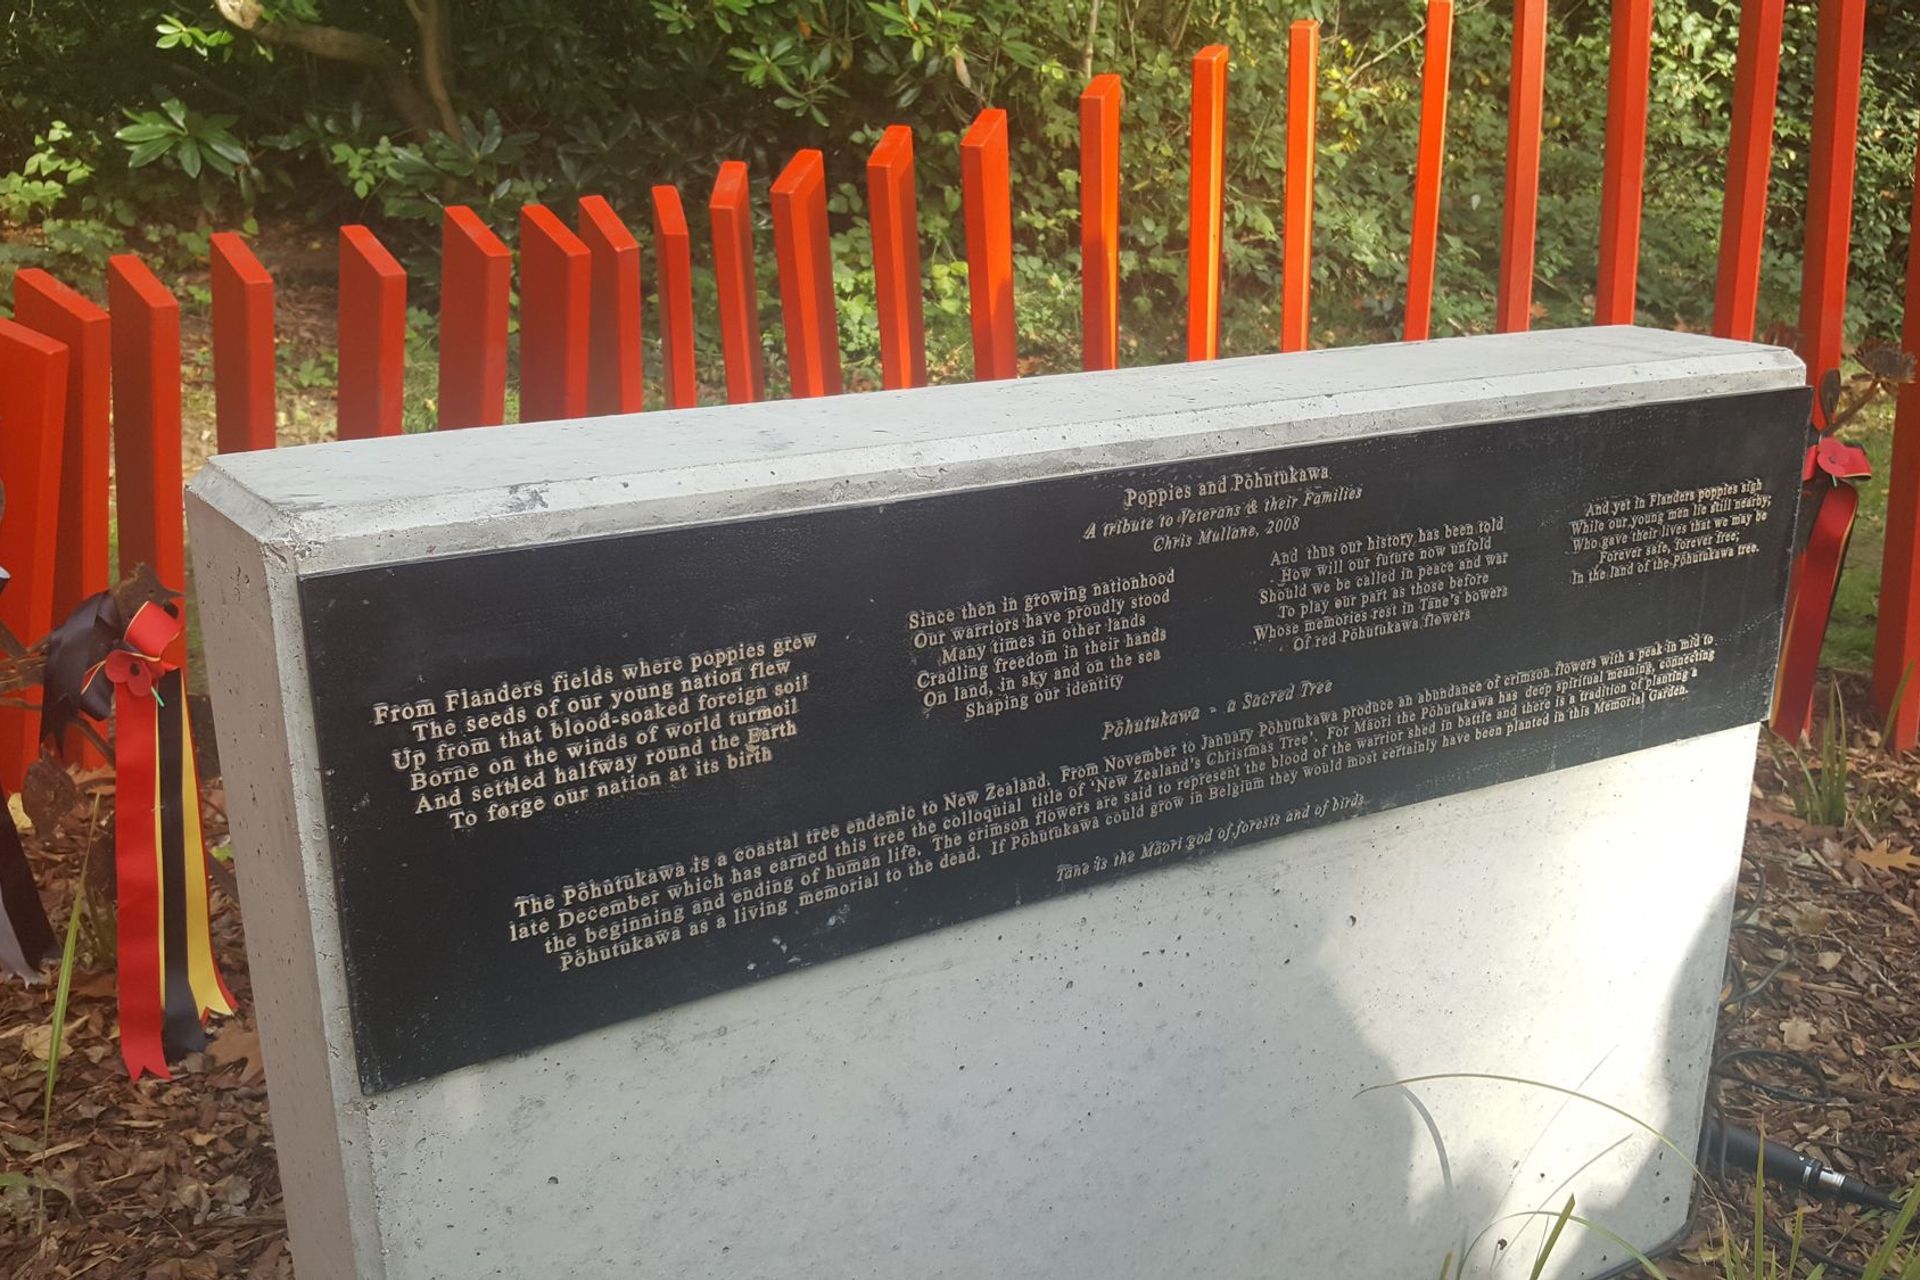 Poppies and Pōhutukawa
A tribute to Veterans & their Families
Chris Mullane, 2008
From Flanders fields where poppies grew
The seeds of our young nation flew
Up from that blood-soaked foreign soil
Borne on the winds of world turmoil
And settled halfway round the Earth
To forge our nation at its birth
Since then in growing nationhood
Our warriors have proudly stood
Many times in other lands
Cradling freedom in their hands
On land, in sky and on the sea
Shaping our identity
And thus our history has been told
How will our future now unfold
Should we be called in peace and war
To play our part as those before
Whose memories rest in Tāne's bowers
Of red Pōhutukawa flowers
And yet in Flanders poppies sigh
While our young men lie still nearby;
Who gave their lives that we may be
Forever safe, forever free;
In the land of the Pōhutukawa tree.
Pōhutukawa - a Sacred Tree
The Pōhutukawa is a coastal tree endemic to New Zealand. From November to January Pōhutukawa produce an abundance of crimson flowers with a peak in mid to
late December which has earned this tree the colloquial title of 'New Zealand's Christmas Tree'. For Māori the Pōhutukawa has deep spiritual meaning, connecting
the beginning and ending of human life. The crimson flowers are said to represent the blood of the warrior shed in battle and there is a tradition of planting a
Pōhutukawa as a living memorial to the dead. If Pōhutukawa could grow in Belgium they would most certainly have been planted in this Memorial Garden.
Tāne is the Māori god of forests and of birds